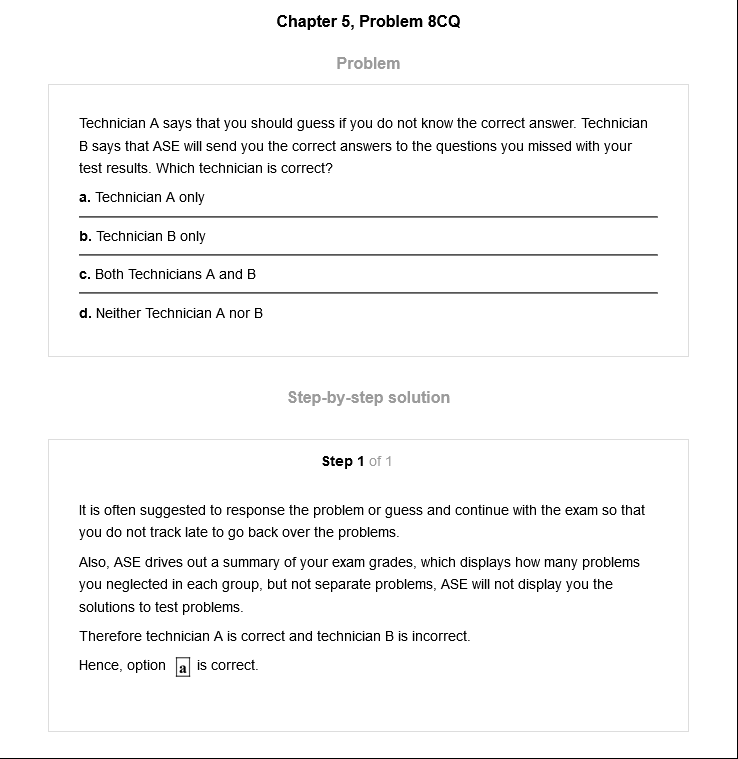 Chapter 5, Problem 8CQ
Problem
Technician A says that you should guess if you do not know the correct answer. Technician
B says that ASE will send you the correct answers to the questions you missed with your
test results. Which technician is correct?
a. Technician A only
b. Technician B only
c. Both Technicians A and B
d. Neither Technician A nor B
Step-by-step solution
Step 1 of 1
It is often suggested to response the problem or guess and continue with the exam so that
you do not track late to go back over the problems.
Also, ASE drives out a summary of your exam grades, which displays how many problems
you neglected in each group, but not separate problems, ASE will not display you the
solutions to test problems.
Therefore technician A is correct and technician B is incorrect.
Hence, option a is correct.